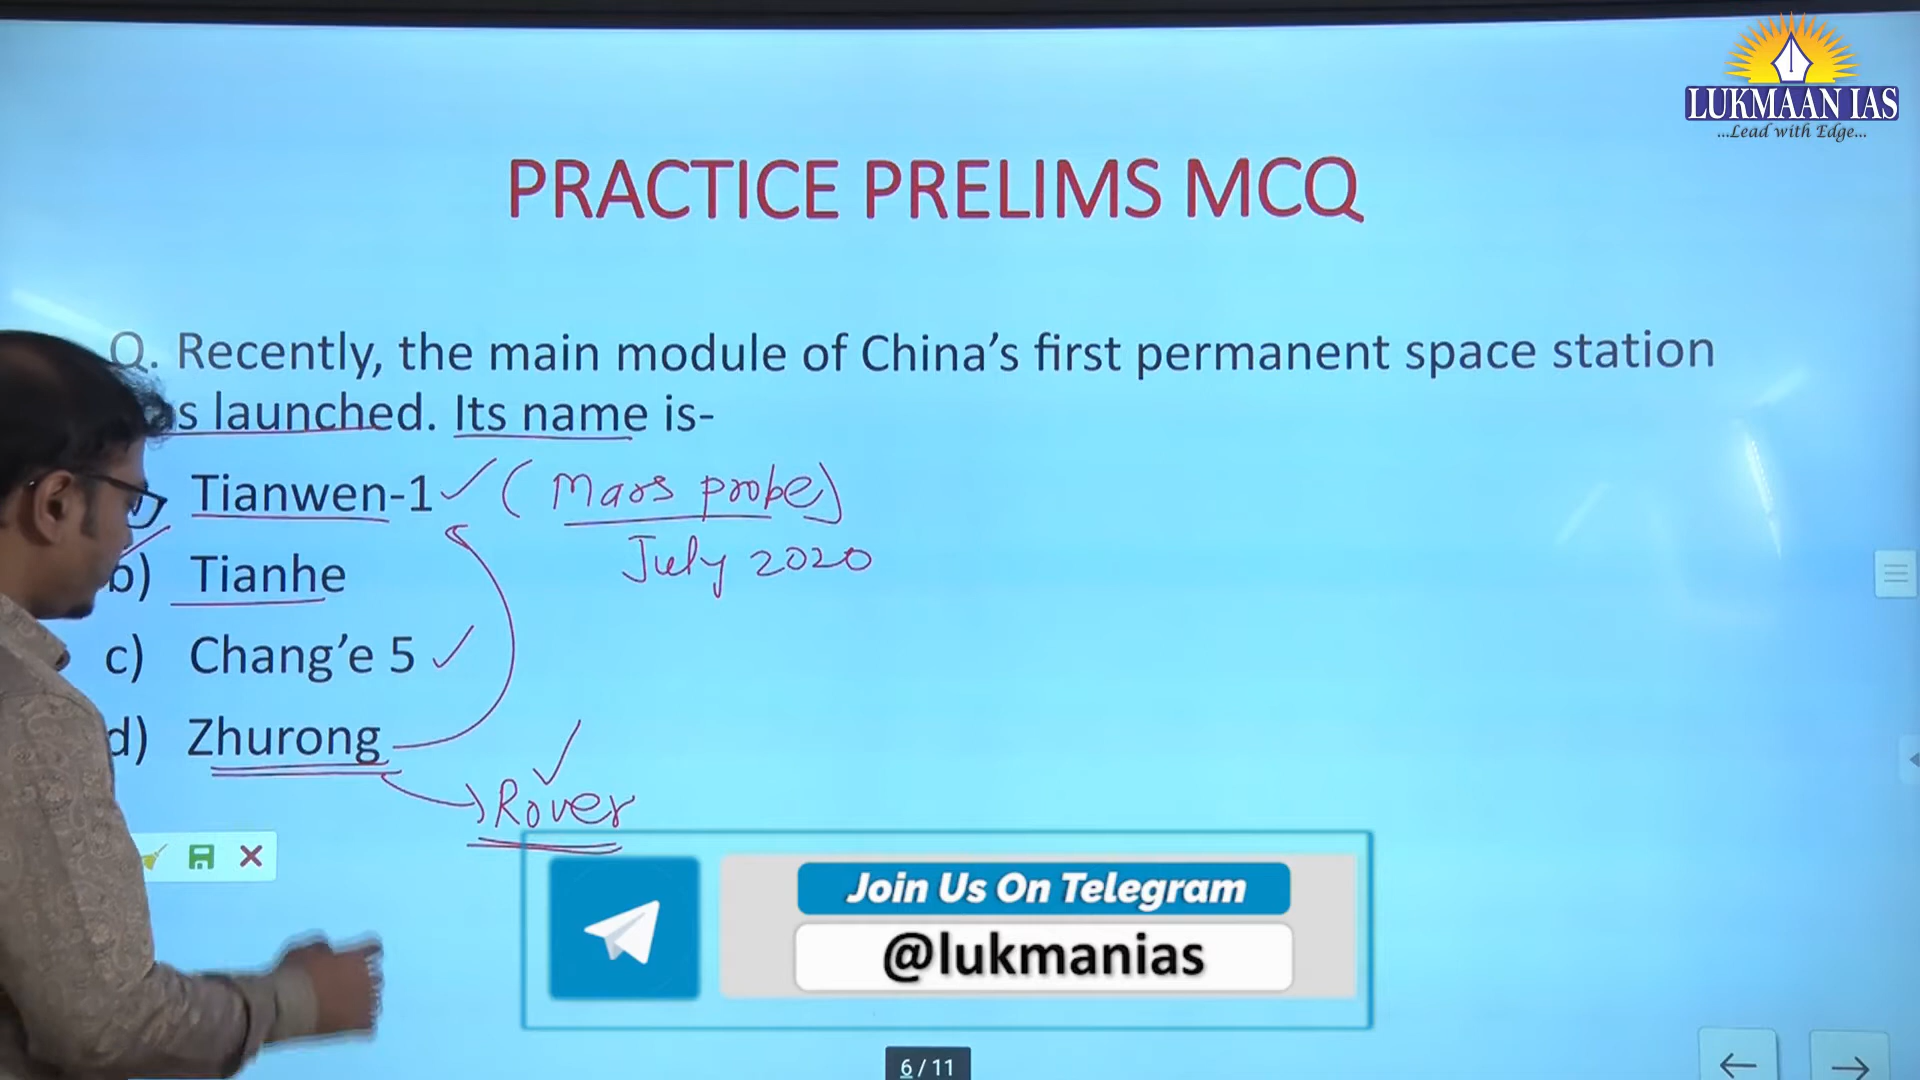 LUKMAAN IAS
...Lead with Edge...
PRACTICE PRELIMS MCQ
Q. Recently, the main module of China's first permanent space station
as launched. Its name is-
Tianwen-1 (Mars probe)
July 2020
b) Tianhe
c) Chang'e 5
d) Zhurong
Rover
Join Us On Telegram
@lukmanias
6 / 11